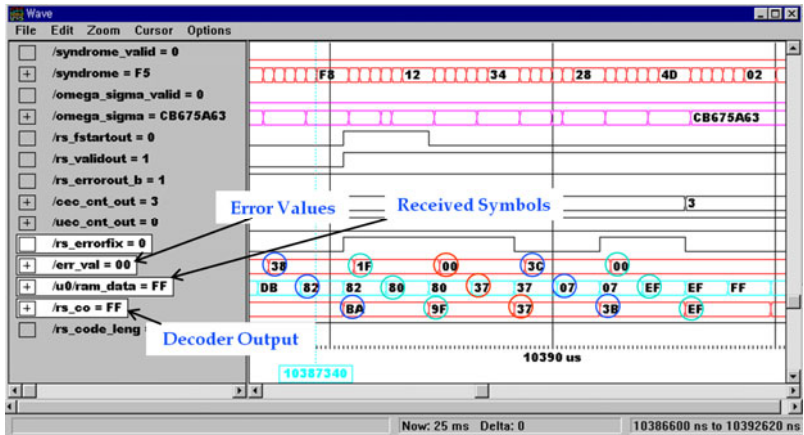 Wave
File Edit Zoom Cursor Options
/syndrome_valid = 0
+ /syndrome = F5 F8 12 34 28 4D 02
/omega_sigma_valid = 0
+ /omega_sigma = CB675A63 CB675A63
/rs_fstartout = 0
/rs_validout = 1
/rs_errorout_b = 1
+ /cec_cnt_out = 3 3
+ /uec_cnt_out = 0
Error Values Received Symbols
/rs_errorfix = 0
+ /err_val = 00 38 1F 00 3C 00
+ /u0/ram_data = FF DB 82 82 80 80 37 37 07 07 EF EF FF
+ /rs_co = FF BA 9F 37 3B EF
/rs_code_leng
Decoder Output
10390 us
10387340
Now: 25 ms Delta: 0 10386600 ns to 10392620 ns